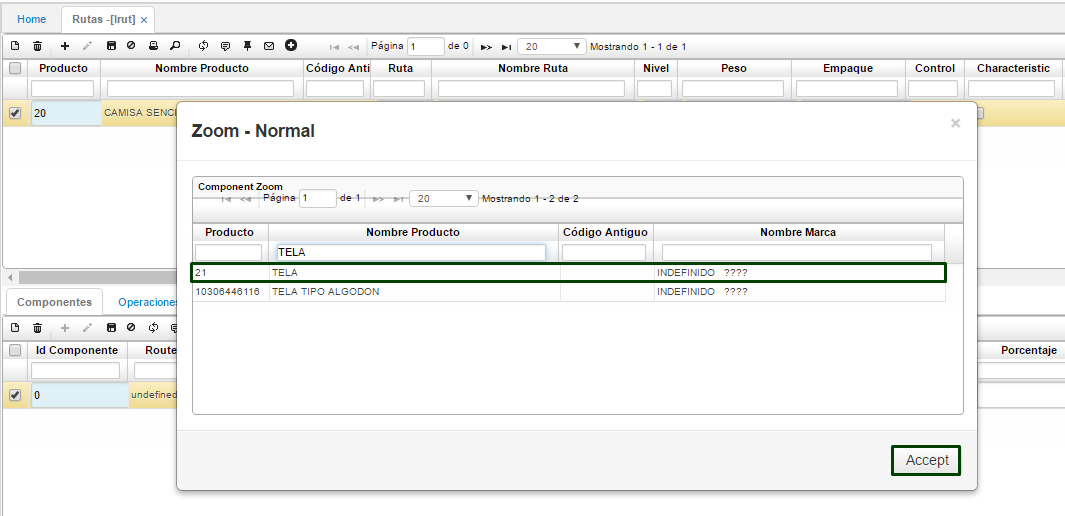 Home Rutas -[Irut] ×
Página 1 de 0 20 Mostrando 1 - 1 de 1
Producto Nombre Producto Código Anti Ruta Nombre Ruta Nivel Peso Empaque Control Characteristic
20 CAMISA SENC
Zoom - Normal ×
Component Zoom
Página 1 de 1 20 Mostrando 1 - 2 de 2
Producto Nombre Producto Código Antiguo Nombre Marca
TELA
21 TELA INDEFINIDO ????
10306446116 TELA TIPO ALGODON INDEFINIDO ????
Componentes Operaciones
Id Componente Route Porcentaje
0 undefined
Accept